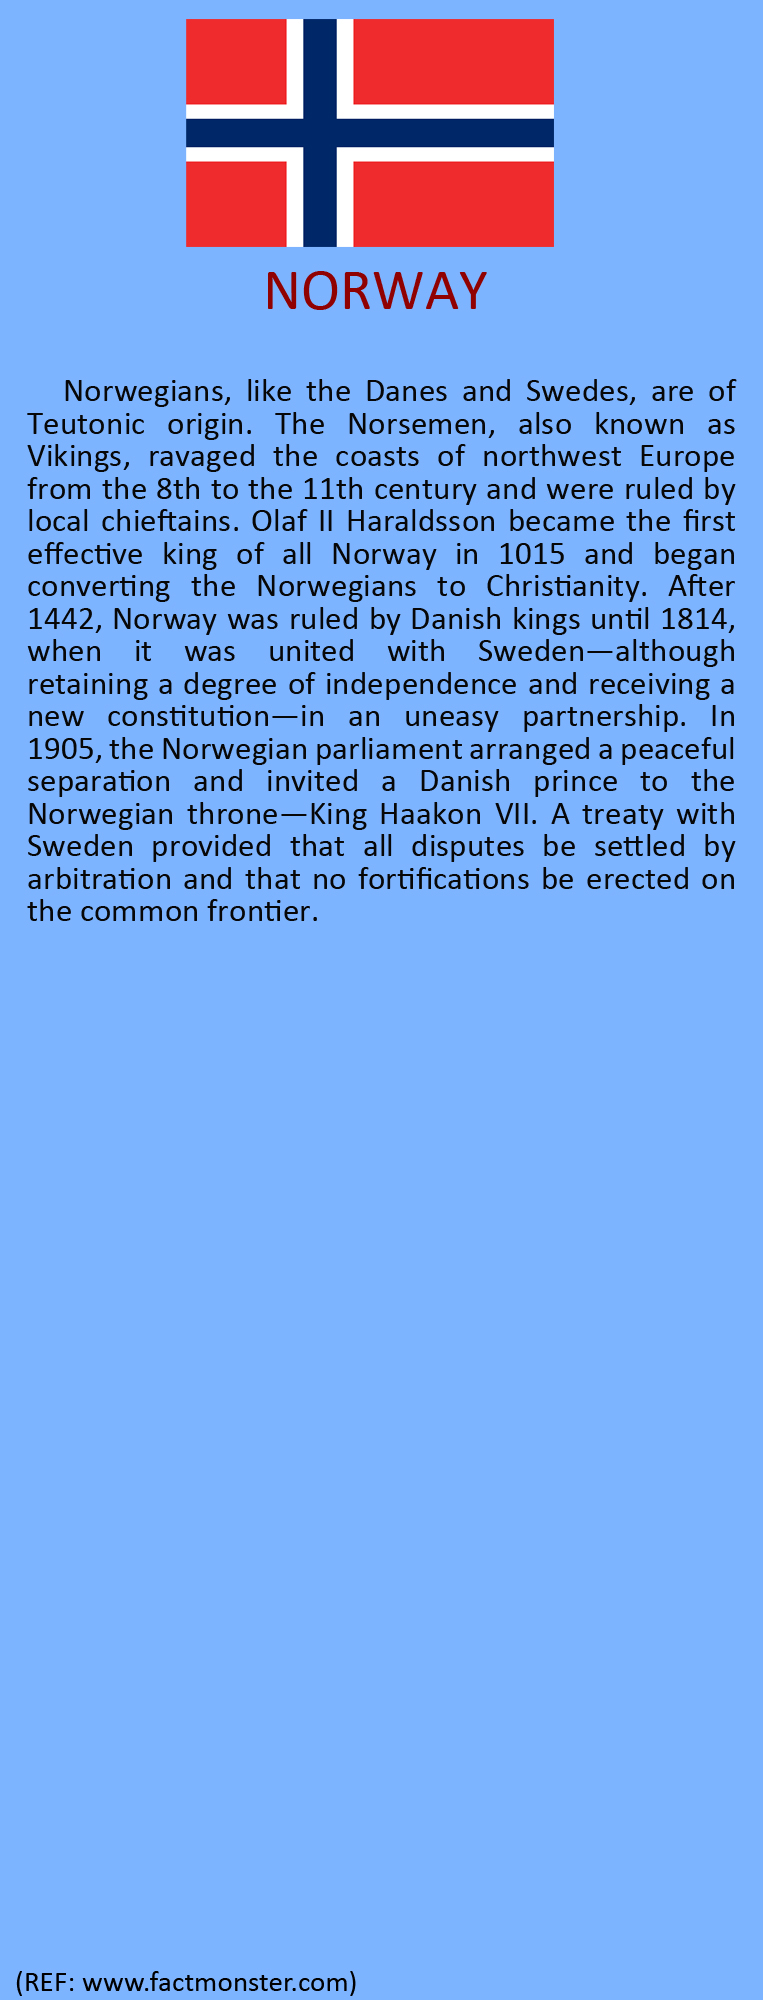 NORWAY
Norwegians, like the Danes and Swedes, are of
Teutonic origin. The Norsemen, also known as
Vikings, ravaged the coasts of northwest Europe
from the 8th to the 11th century and were ruled by
local chieftains. Olaf II Haraldsson became the first
effective king of all Norway in 1015 and began
converting the Norwegians to Christianity. After
1442, Norway was ruled by Danish kings until 1814,
when it was united with Sweden—although
retaining a degree of independence and receiving a
new constitution—in an uneasy partnership. In
1905, the Norwegian parliament arranged a peaceful
separation and invited a Danish prince to the
Norwegian throne—King Haakon VII. A treaty with
Sweden provided that all disputes be settled by
arbitration and that no fortifications be erected on
the common frontier.
(REF: www.factmonster.com)